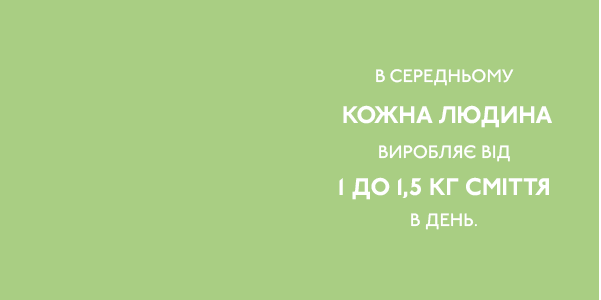 В СЕРЕДНЬОМУ
КОЖНА ЛЮДИНА
ВИРОБЛЯЄ ВІД
1 ДО 1,5 КГ СМІТТЯ
В ДЕНЬ.